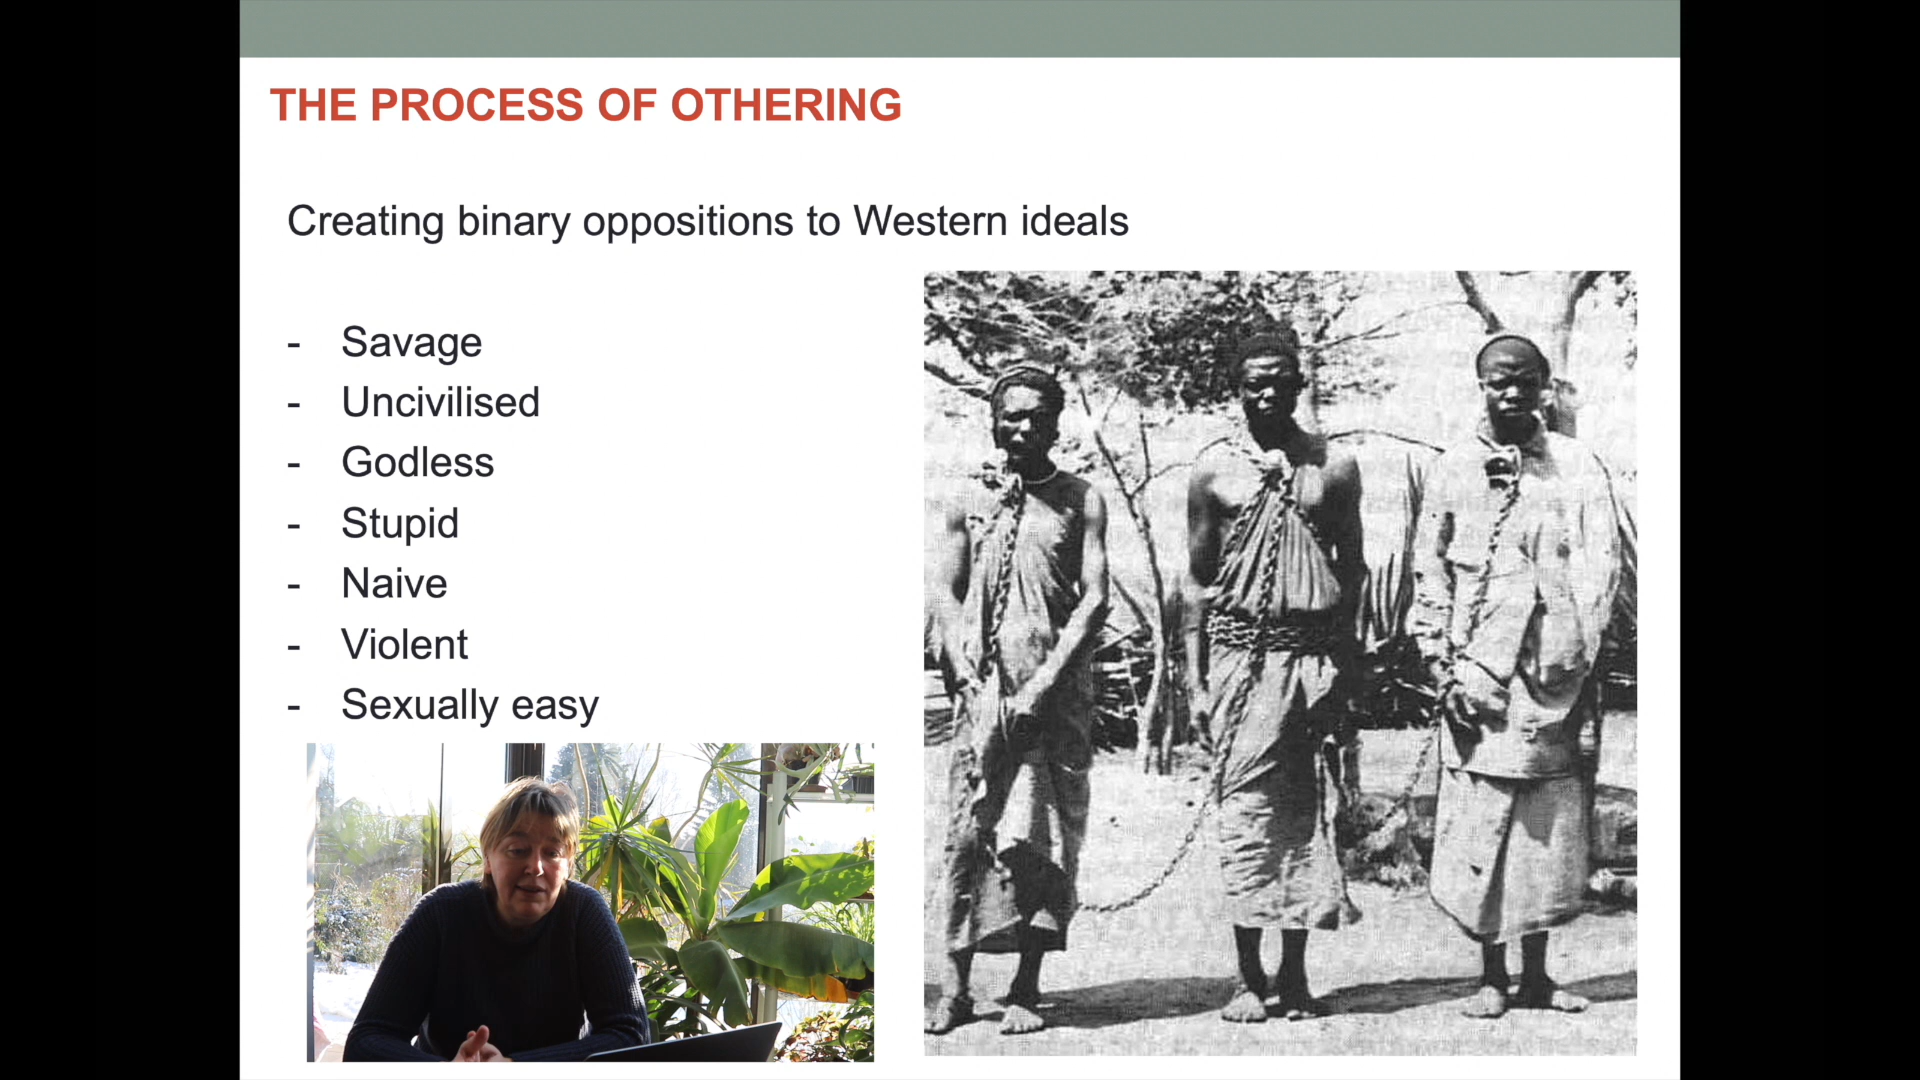 THE PROCESS OF OTHERING
Creating binary oppositions to Western ideals
- Savage
- Uncivilised
- Godless
- Stupid
- Naive
- Violent
- Sexually easy